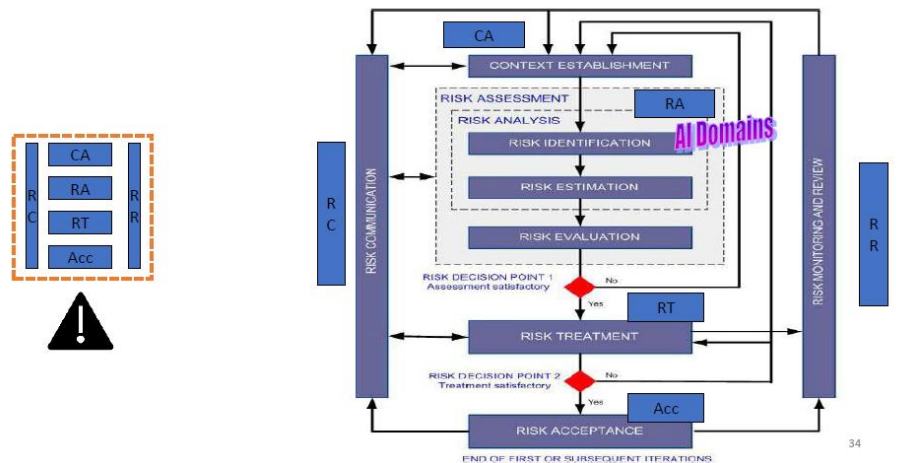 CA
RA
RT
Acc
R
C
R
R
CA
CONTEXT ESTABLISHMENT
RISK ASSESSMENT
RA
RISK ANALYSIS
AI Domains
RISK IDENTIFICATION
RISK ESTIMATION
RISK EVALUATION
R
C
RISK COMMUNICATION
RISK MONITORING AND REVIEW
R
R
RISK DECISION POINT 1
Assessment satisfactory
No
Yes
RT
RISK TREATMENT
RISK DECISION POINT 2
Treatment satisfactory
No
Yes
Acc
RISK ACCEPTANCE
END OF FIRST OR SUBSEQUENT ITERATIONS
34